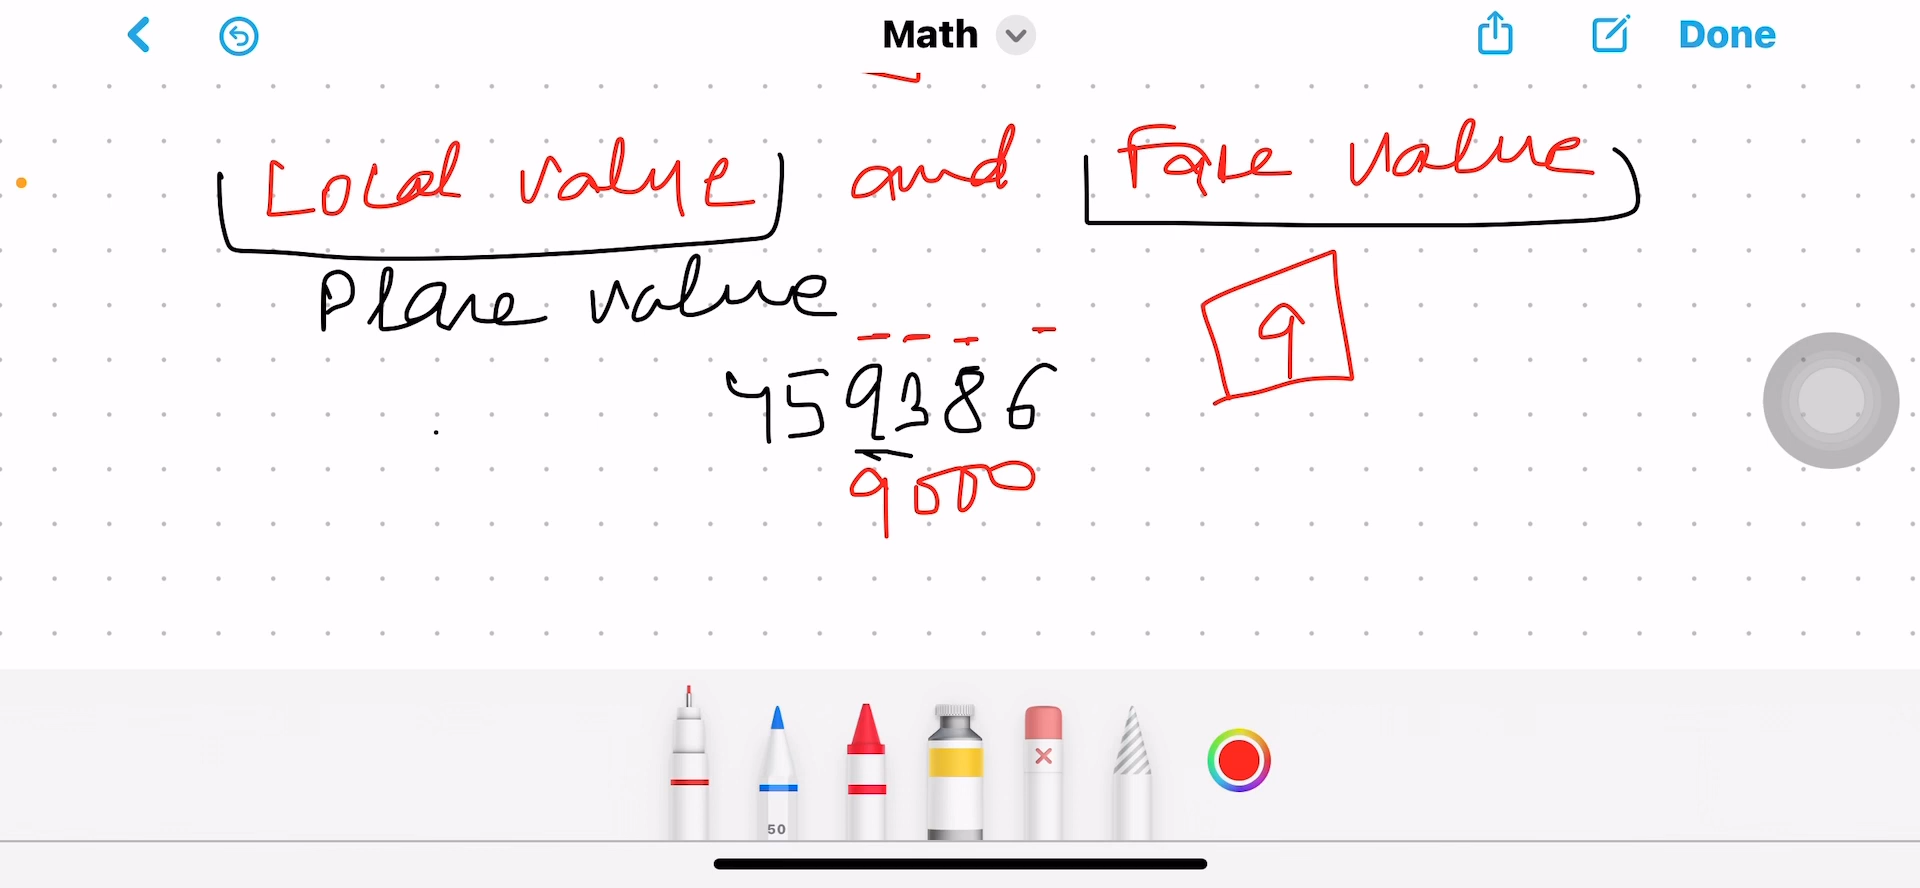 Math
Done
Local value and Face value
Place value
9
459386
9000
50